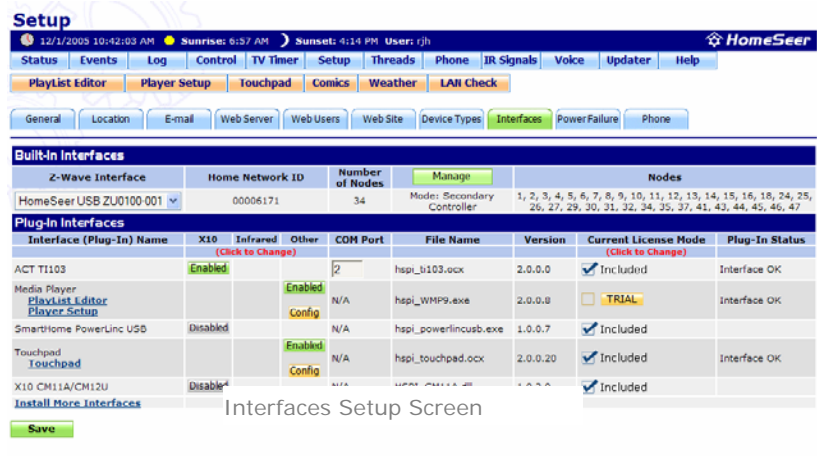 Setup
12/1/2005 10:42:03 AM Sunrise: 6:57 AM Sunset: 4:14 PM User: rjh HomeSeer
Status Events Log Control TV Timer Setup Threads Phone IR Signals Voice Updater Help
PlayList Editor Player Setup Touchpad Comics Weather LAN Check
General Location E-mail Web Server Web Users Web Site Device Types Interfaces Power Failure Phone
Built-In Interfaces
Z-Wave Interface Home Network ID Number of Nodes Manage Nodes
HomeSeer USB ZU0100-001 00006171 34 Mode: Secondary Controller 1, 2, 3, 4, 5, 6, 7, 8, 9, 10, 11, 12, 13, 14, 15, 16, 18, 24, 25,
26, 27, 29, 30, 31, 32, 34, 35, 37, 41, 43, 44, 45, 46, 47
Plug-In Interfaces
Interface (Plug-In) Name X10 Infrared Other COM Port File Name Version Current License Mode Plug-In Status
(Click to Change) (Click to Change)
ACT TI103 Enabled 2 hspi_ti103.ocx 2.0.0.0 Included Interface OK
Media Player Enabled
PlayList Editor N/A hspi_WMP9.exe 2.0.0.8 TRIAL Interface OK
Player Setup Config
SmartHome PowerLinc USB Disabled N/A hspi_powerlincusb.exe 1.0.0.7 Included
Touchpad Enabled
Touchpad N/A hspi_touchpad.ocx 2.0.0.20 Included Interface OK
Config
X10 CM11A/CM12U Disabled Included
Install More Interfaces
Interfaces Setup Screen
Save